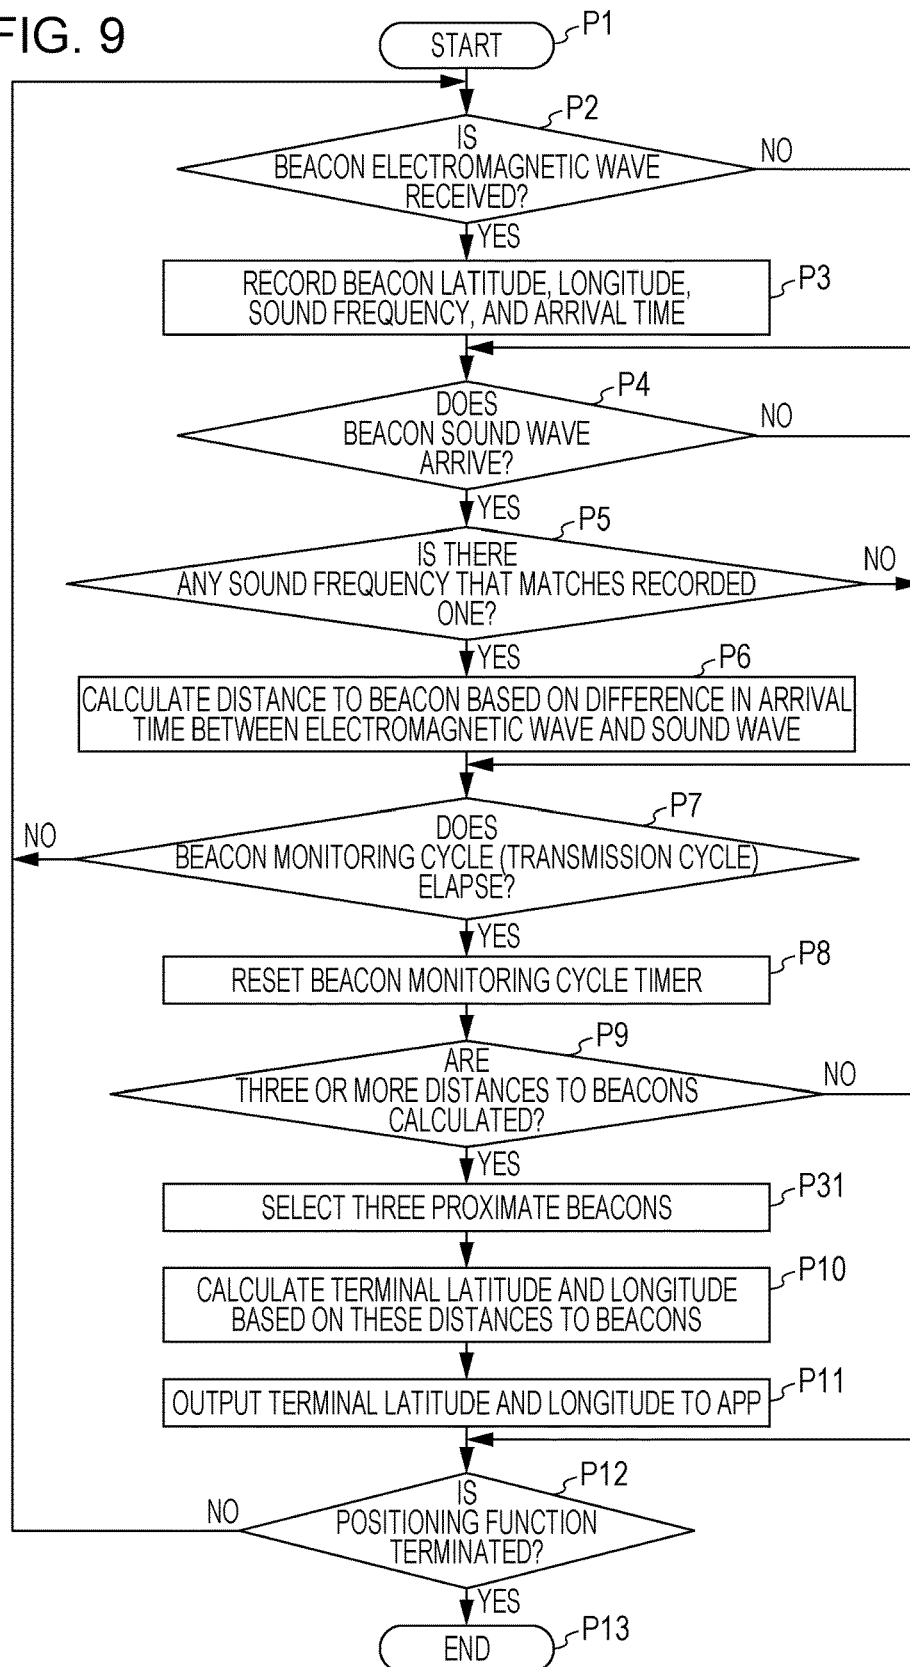 FIG. 9
START
P1
P2
IS
BEACON ELECTROMAGNETIC WAVE
RECEIVED?
NO
YES
RECORD BEACON LATITUDE, LONGITUDE,
SOUND FREQUENCY, AND ARRIVAL TIME
P3
P4
DOES
BEACON SOUND WAVE
ARRIVE?
NO
YES
P5
IS THERE
ANY SOUND FREQUENCY THAT MATCHES RECORDED
ONE?
NO
YES
P6
CALCULATE DISTANCE TO BEACON BASED ON DIFFERENCE IN ARRIVAL
TIME BETWEEN ELECTROMAGNETIC WAVE AND SOUND WAVE
P7
DOES
BEACON MONITORING CYCLE (TRANSMISSION CYCLE)
ELAPSE?
NO
YES
RESET BEACON MONITORING CYCLE TIMER
P8
P9
ARE
THREE OR MORE DISTANCES TO BEACONS
CALCULATED?
NO
YES
SELECT THREE PROXIMATE BEACONS
P31
CALCULATE TERMINAL LATITUDE AND LONGITUDE
BASED ON THESE DISTANCES TO BEACONS
P10
OUTPUT TERMINAL LATITUDE AND LONGITUDE TO APP
P11
P12
IS
POSITIONING FUNCTION
TERMINATED?
NO
YES
END
P13